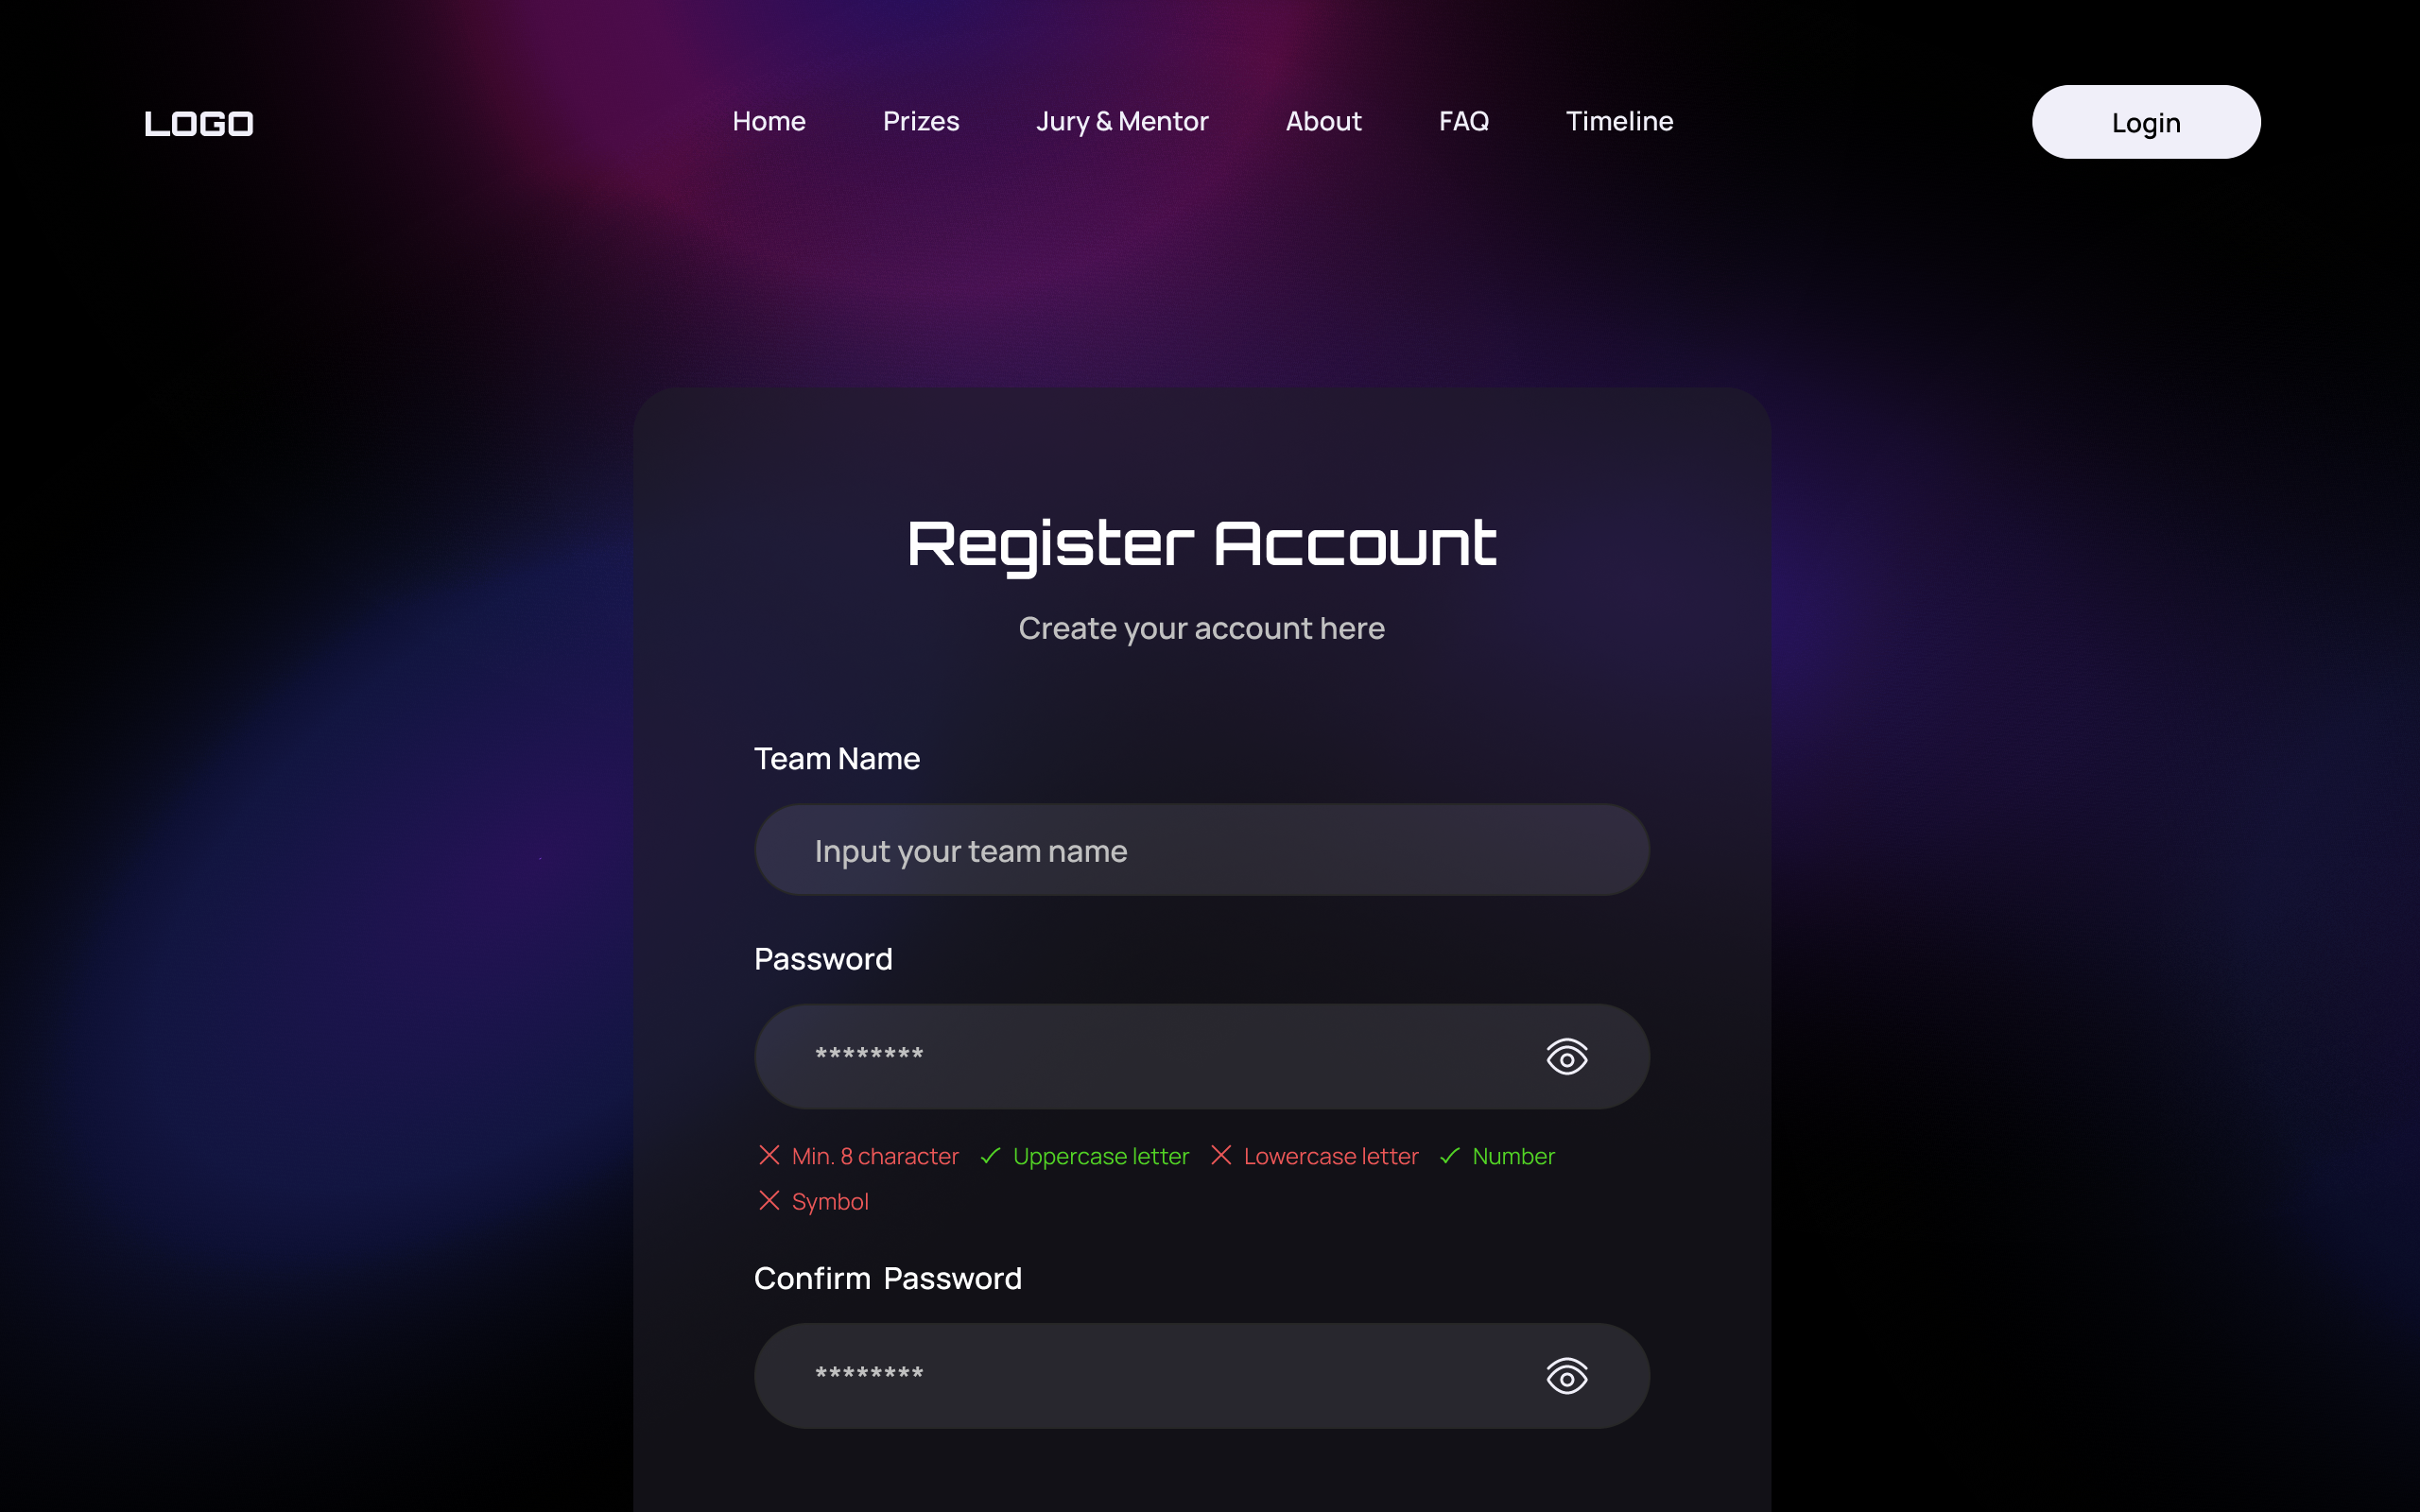 LOGO
Home Prizes Jury & Mentor About FAQ Timeline
Login
Register Account
Create your account here
Team Name
Input your team name
Password
********
Min. 8 character Uppercase letter Lowercase letter Number
Symbol
Confirm Password
********